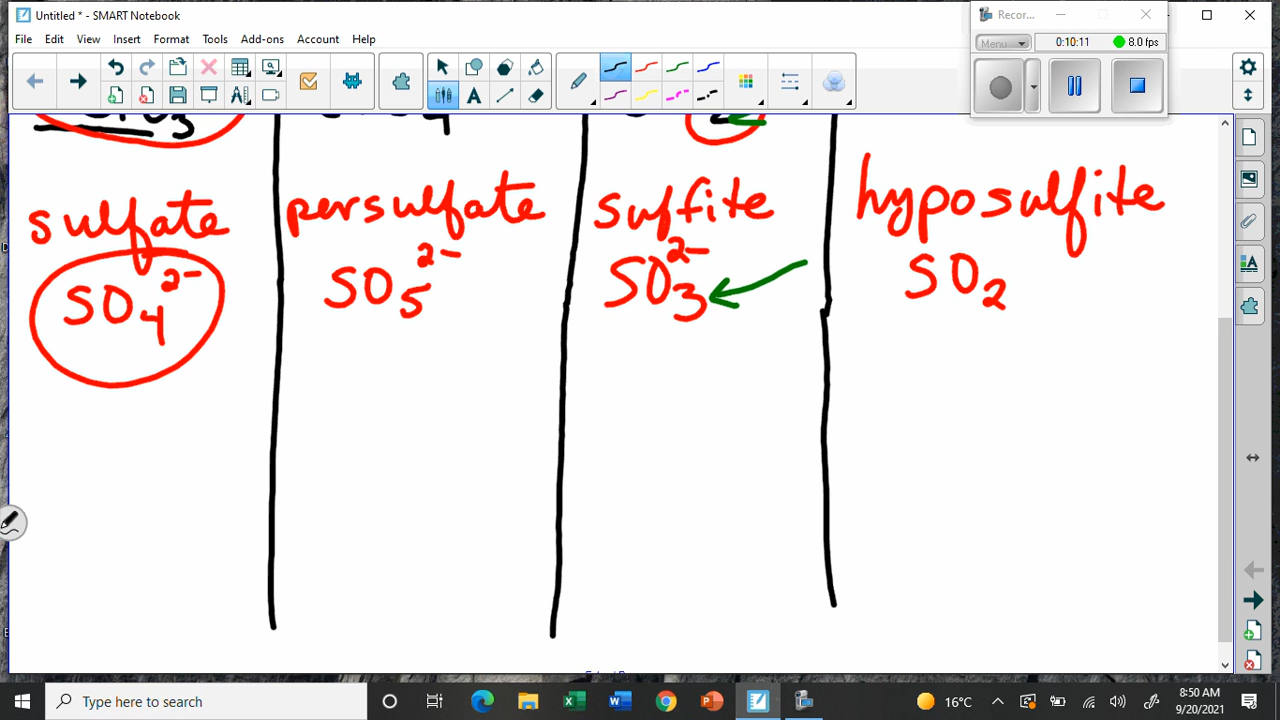 Untitled * - SMART Notebook
Recor...
File Edit View Insert Format Tools Add-ons Account Help
Menu 0:10:11 8.0 fps
sulfate persulfate sulfite hyposulfite
SO4 2- SO5 2- SO3 2- SO2
Type here to search
16°C
8:50 AM
9/20/2021